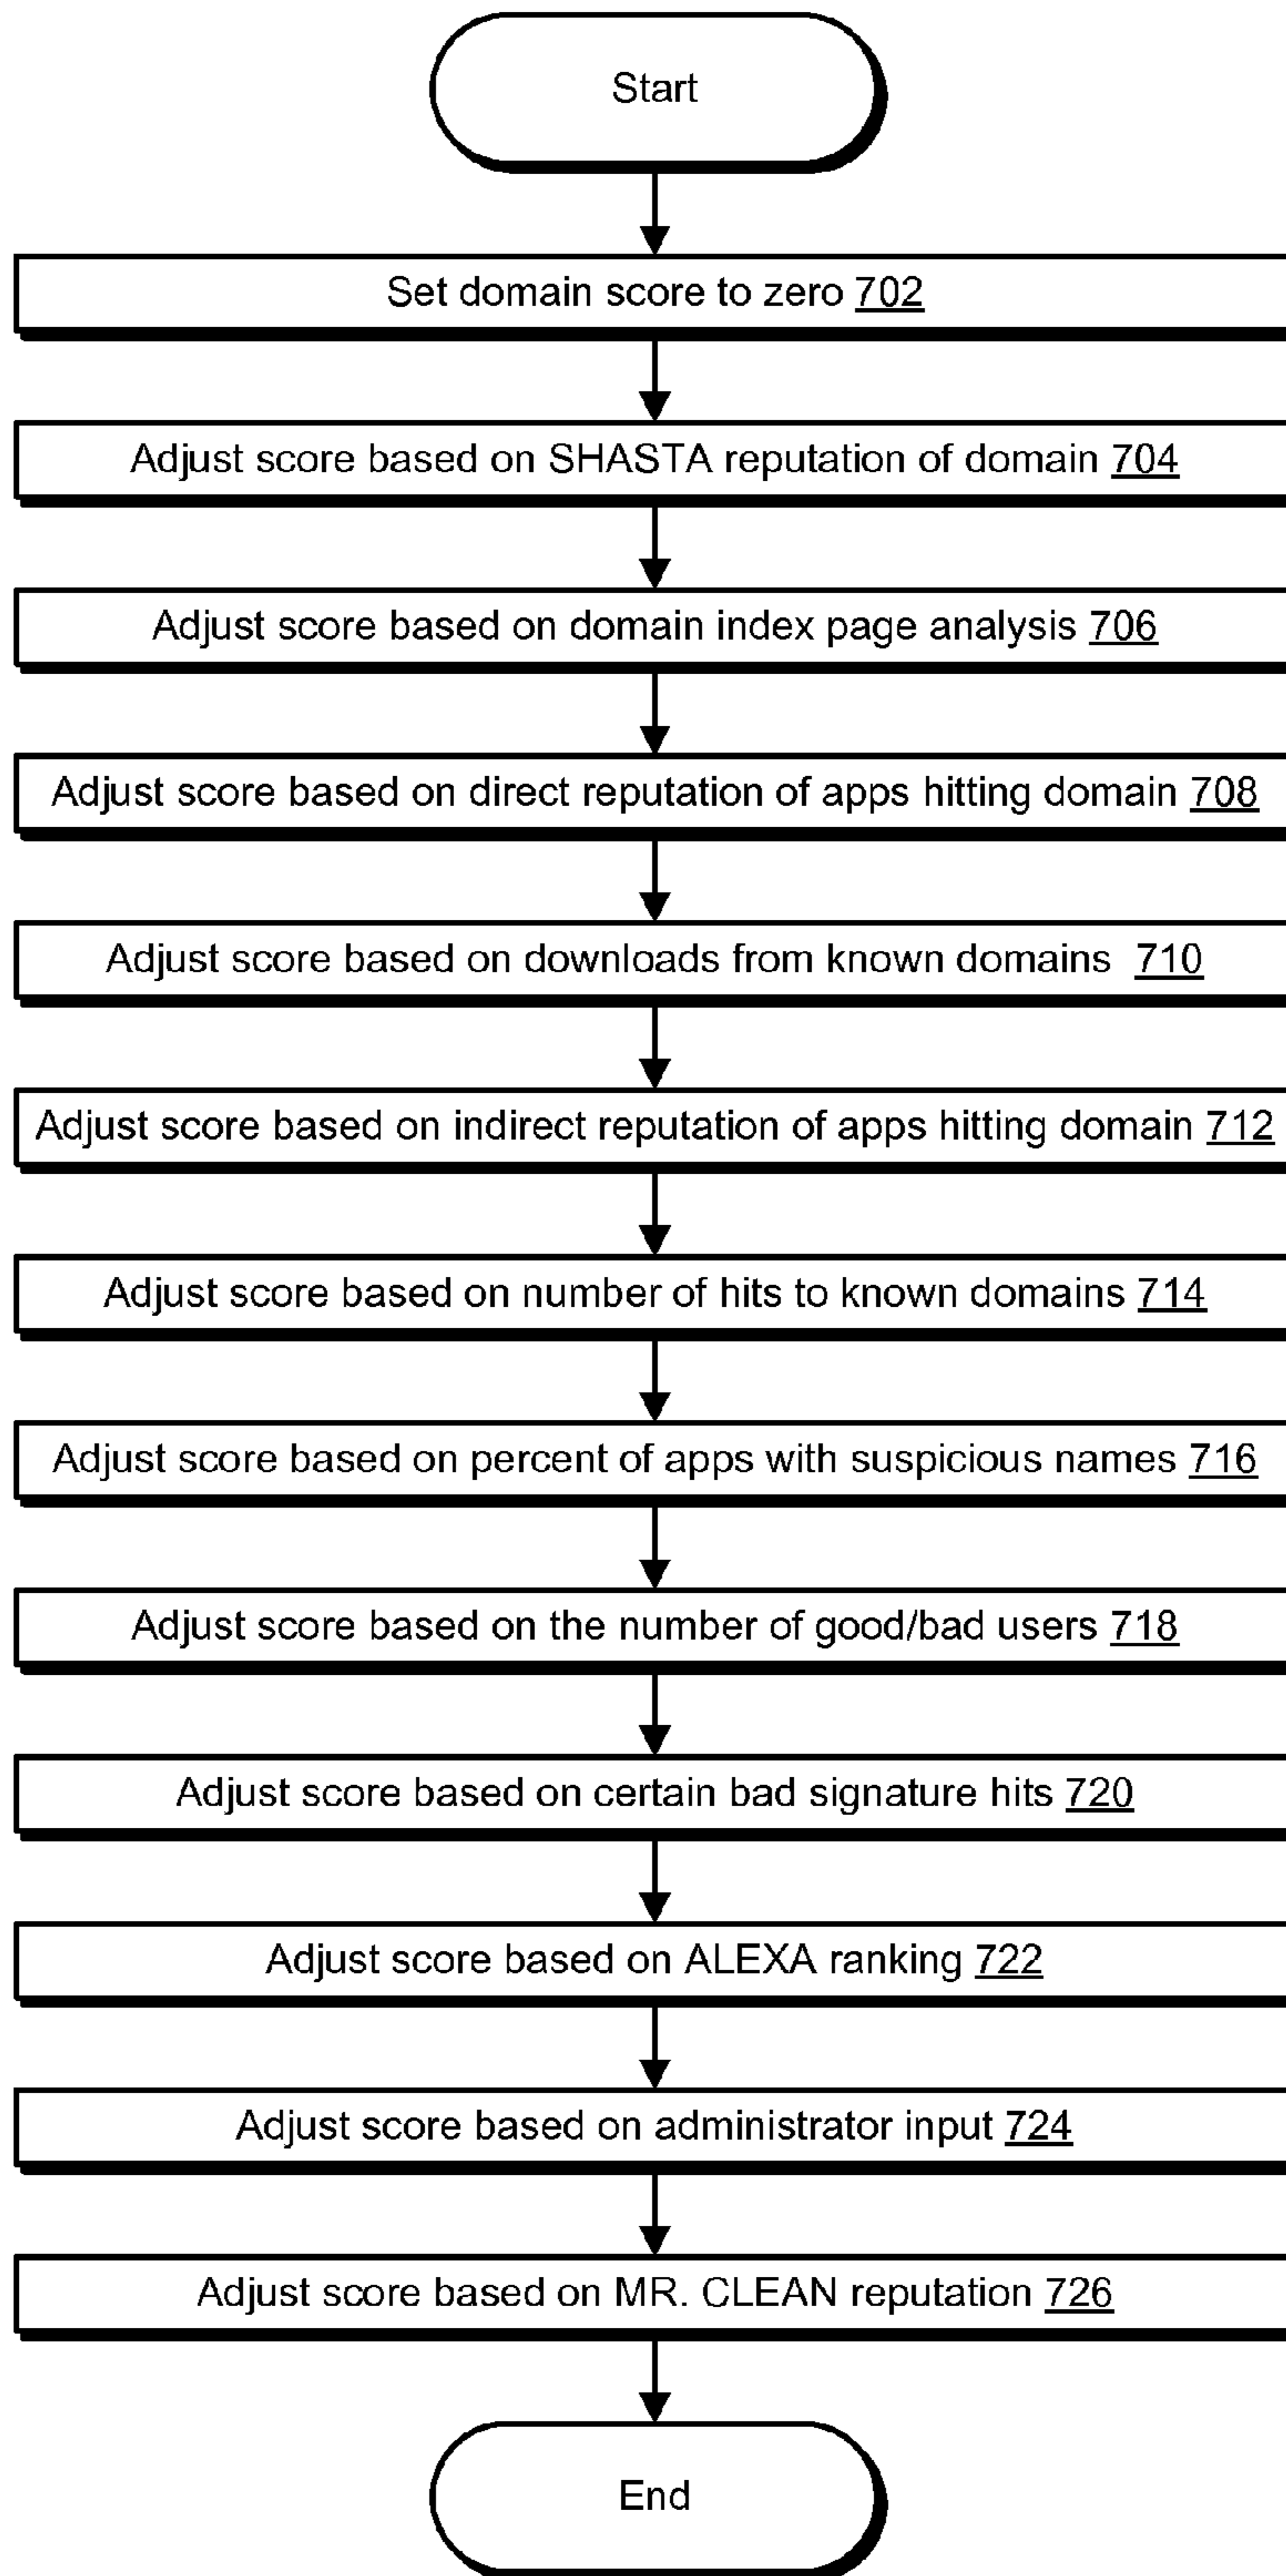 Start
Set domain score to zero 702
Adjust score based on SHASTA reputation of domain 704
Adjust score based on domain index page analysis 706
Adjust score based on direct reputation of apps hitting domain 708
Adjust score based on downloads from known domains 710
Adjust score based on indirect reputation of apps hitting domain 712
Adjust score based on number of hits to known domains 714
Adjust score based on percent of apps with suspicious names 716
Adjust score based on the number of good/bad users 718
Adjust score based on certain bad signature hits 720
Adjust score based on ALEXA ranking 722
Adjust score based on administrator input 724
Adjust score based on MR. CLEAN reputation 726
End